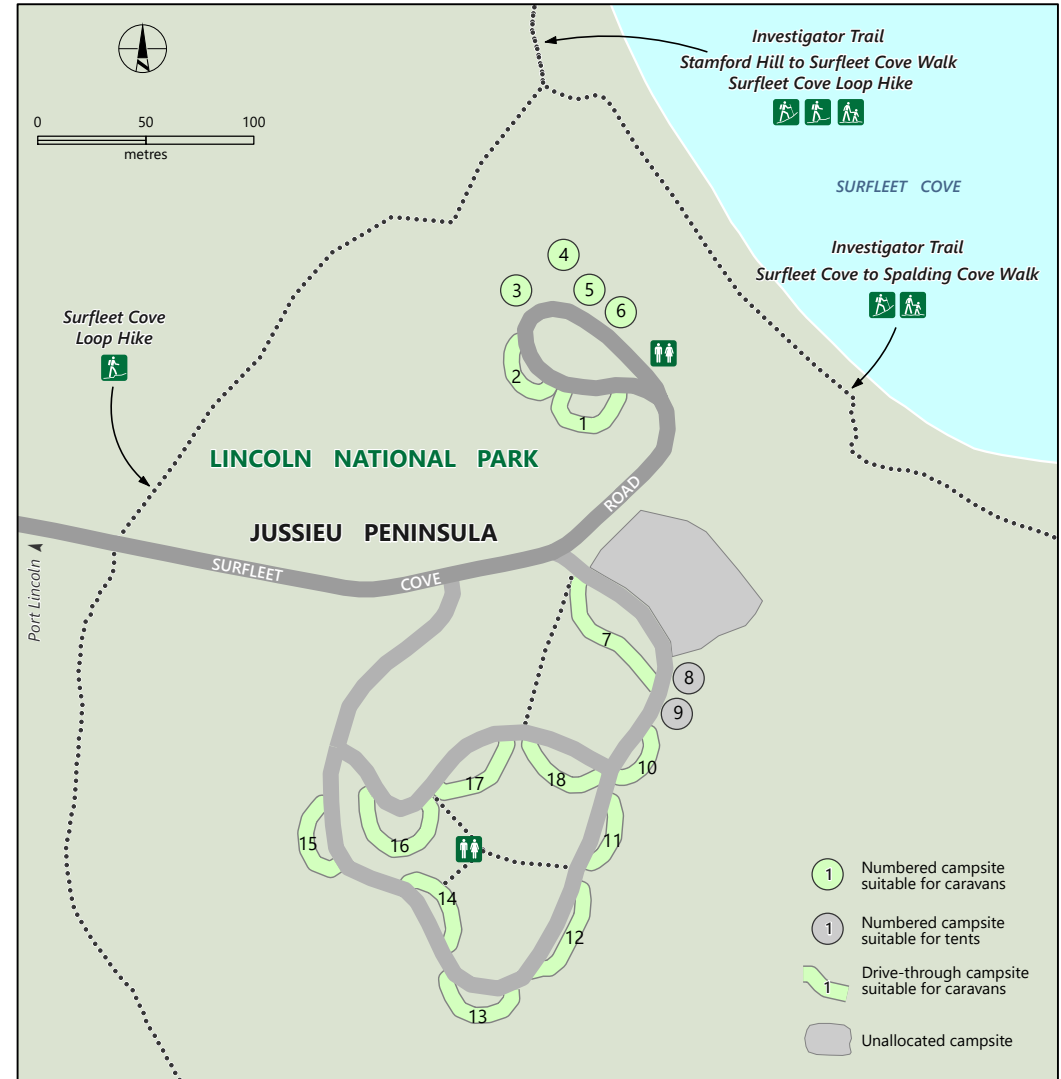 Investigator Trail
Stamford Hill to Surfleet Cove Walk
Surfleet Cove Loop Hike
N
0 50 100
metres
SURFLEET COVE
Investigator Trail
Surfleet Cove to Spalding Cove Walk
4
3
5
6
Surfleet Cove
Loop Hike
2
1
LINCOLN NATIONAL PARK
ROAD
JUSSIEU PENINSULA
SURFLEET
COVE
Port Lincoln
7
8
9
10
17
18
11
15
16
14
12
13
1 Numbered campsite
suitable for caravans
1 Numbered campsite
suitable for tents
1 Drive-through campsite
suitable for caravans
Unallocated campsite